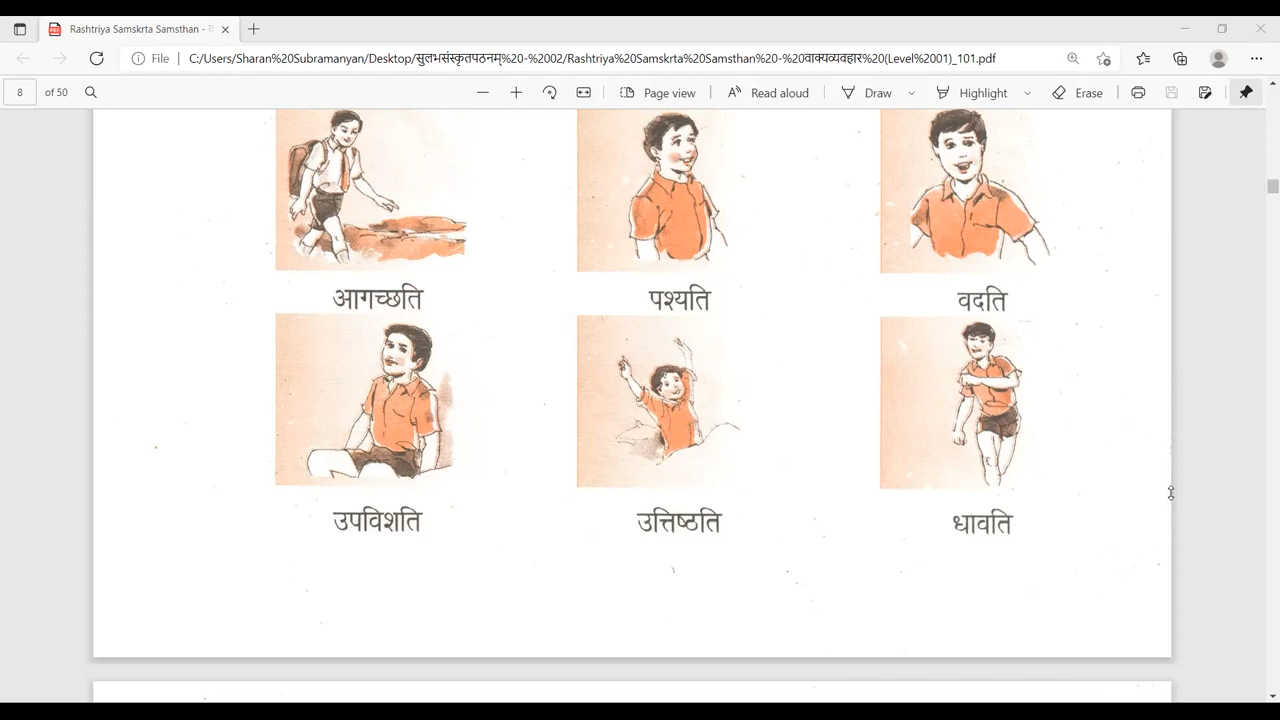 Rashtriya Samskrta Samsthan -
File
C:/Users/Sharan%20Subramanyan/Desktop/सुलभसंस्कृतपठनम्%20-%2002/Rashtriya%20Samskrta%20Samsthan%20-%20वाक्यव्यवहार%20(Level%2001)_101.pdf
8 of 50 Page view Read aloud Draw Highlight Erase
आगच्छति पश्यति वदति
उपविशति उत्तिष्ठति धावति